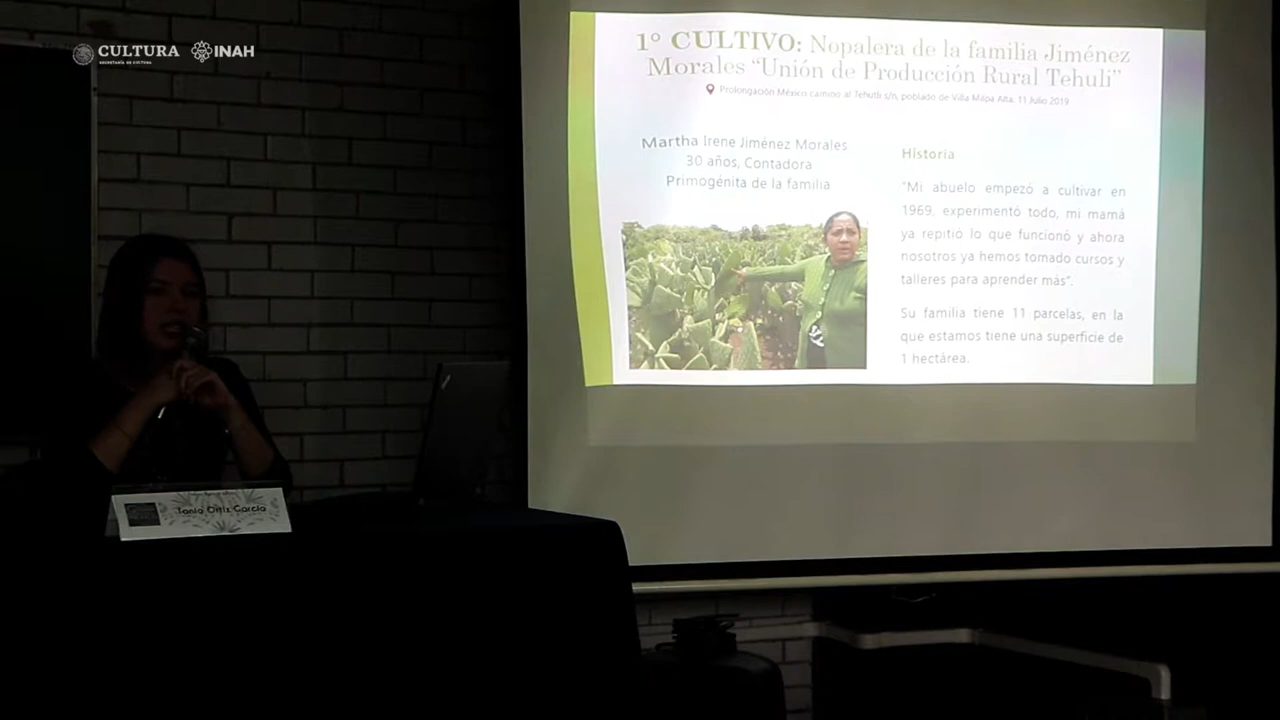 CULTURA
SECRETARÍA DE CULTURA
INAH
1° CULTIVO: Nopalera de la familia Jiménez
Morales “Unión de Producción Rural Tehuli”
Prolongación México camino al Tehutli s/n, poblado de Villa Milpa Alta. 11 Julio 2019
Martha Irene Jiménez Morales
30 años, Contadora
Primogénita de la familia
Historia
“Mi abuelo empezó a cultivar en
1969, experimentó todo, mi mamá
ya repitió lo que funcionó y ahora
nosotros ya hemos tomado cursos y
talleres para aprender más”.
Su familia tiene 11 parcelas, en la
que estamos tiene una superficie de
1 hectárea.
Tania Ortiz García